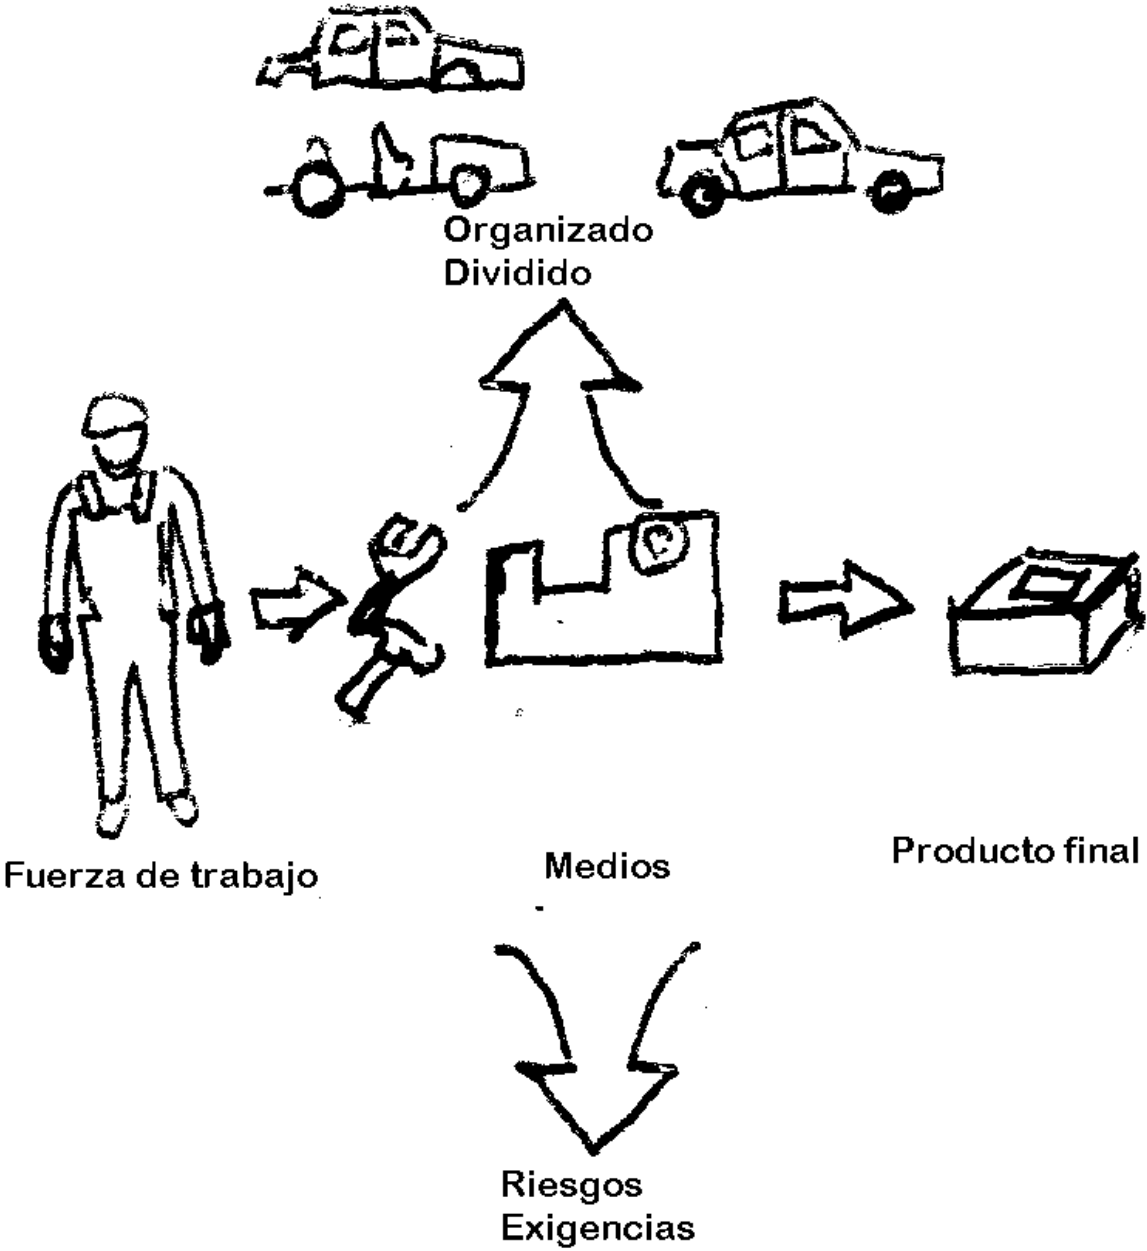 Organizado
Dividido
Fuerza de trabajo
Medios
Producto final
Riesgos
Exigencias